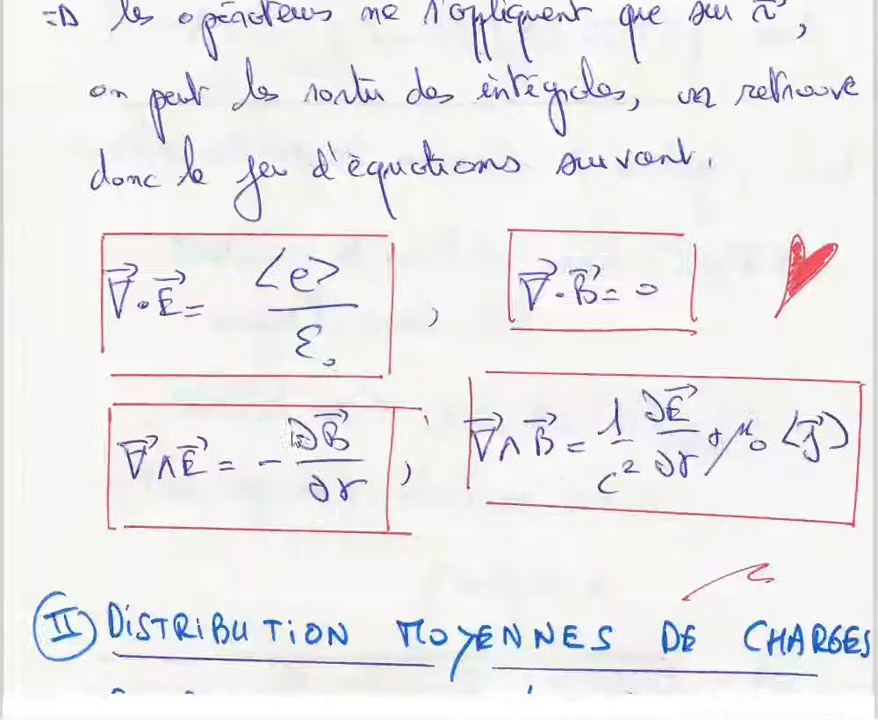 => les opérateurs ne s'appliquent que sur r⃗,
on peut les sortir des intégrales, on retrouve
donc le jeu d'équations suivant.
∇⃗·E⃗ = <e>/ε₀ , ∇⃗·B⃗ = 0
∇⃗∧E⃗ = - ∂B⃗/∂t , ∇⃗∧B⃗ = 1/c² ∂E⃗/∂t + μ₀ <j⃗>
II DISTRIBUTION MOYENNES DE CHARGES